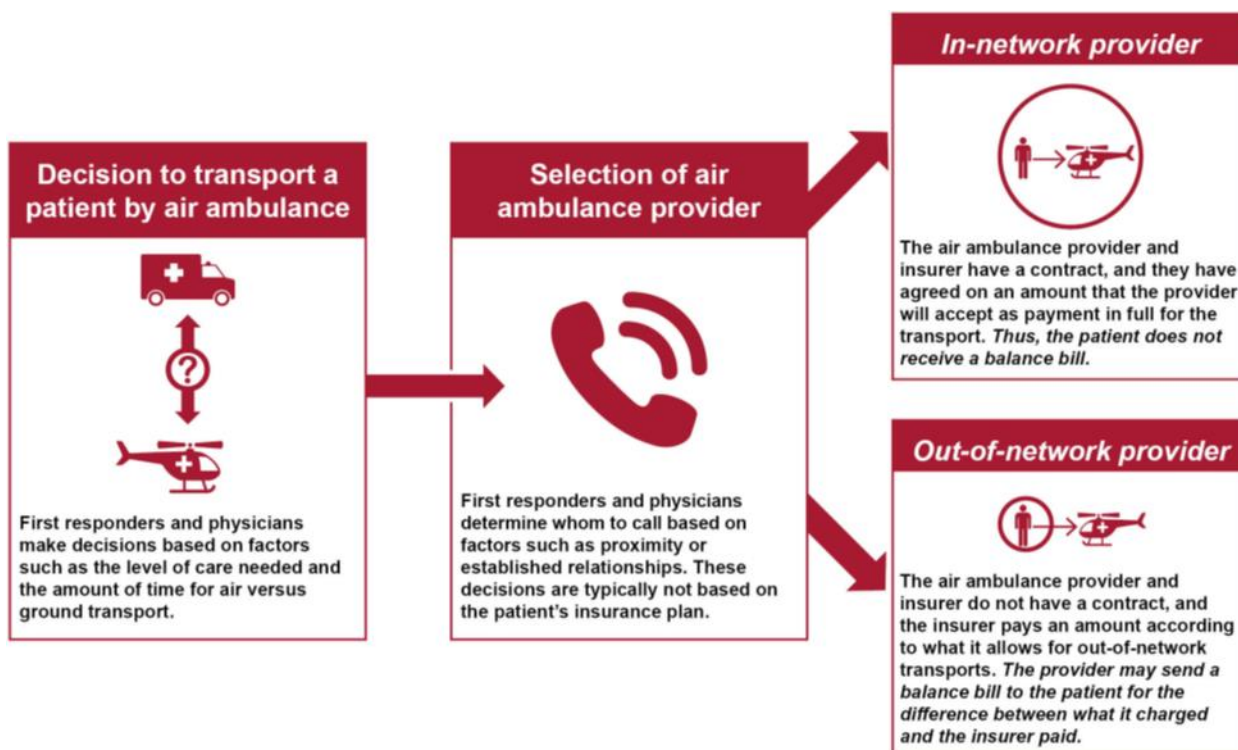 Decision to transport a
patient by air ambulance
?
First responders and physicians
make decisions based on factors
such as the level of care needed and
the amount of time for air versus
ground transport.
Selection of air
ambulance provider
First responders and physicians
determine whom to call based on
factors such as proximity or
established relationships. These
decisions are typically not based on
the patient's insurance plan.
In-network provider
The air ambulance provider and
insurer have a contract, and they have
agreed on an amount that the provider
will accept as payment in full for the
transport. Thus, the patient does not
receive a balance bill.
Out-of-network provider
The air ambulance provider and
insurer do not have a contract, and
the insurer pays an amount according
to what it allows for out-of-network
transports. The provider may send a
balance bill to the patient for the
difference between what it charged
and the insurer paid.